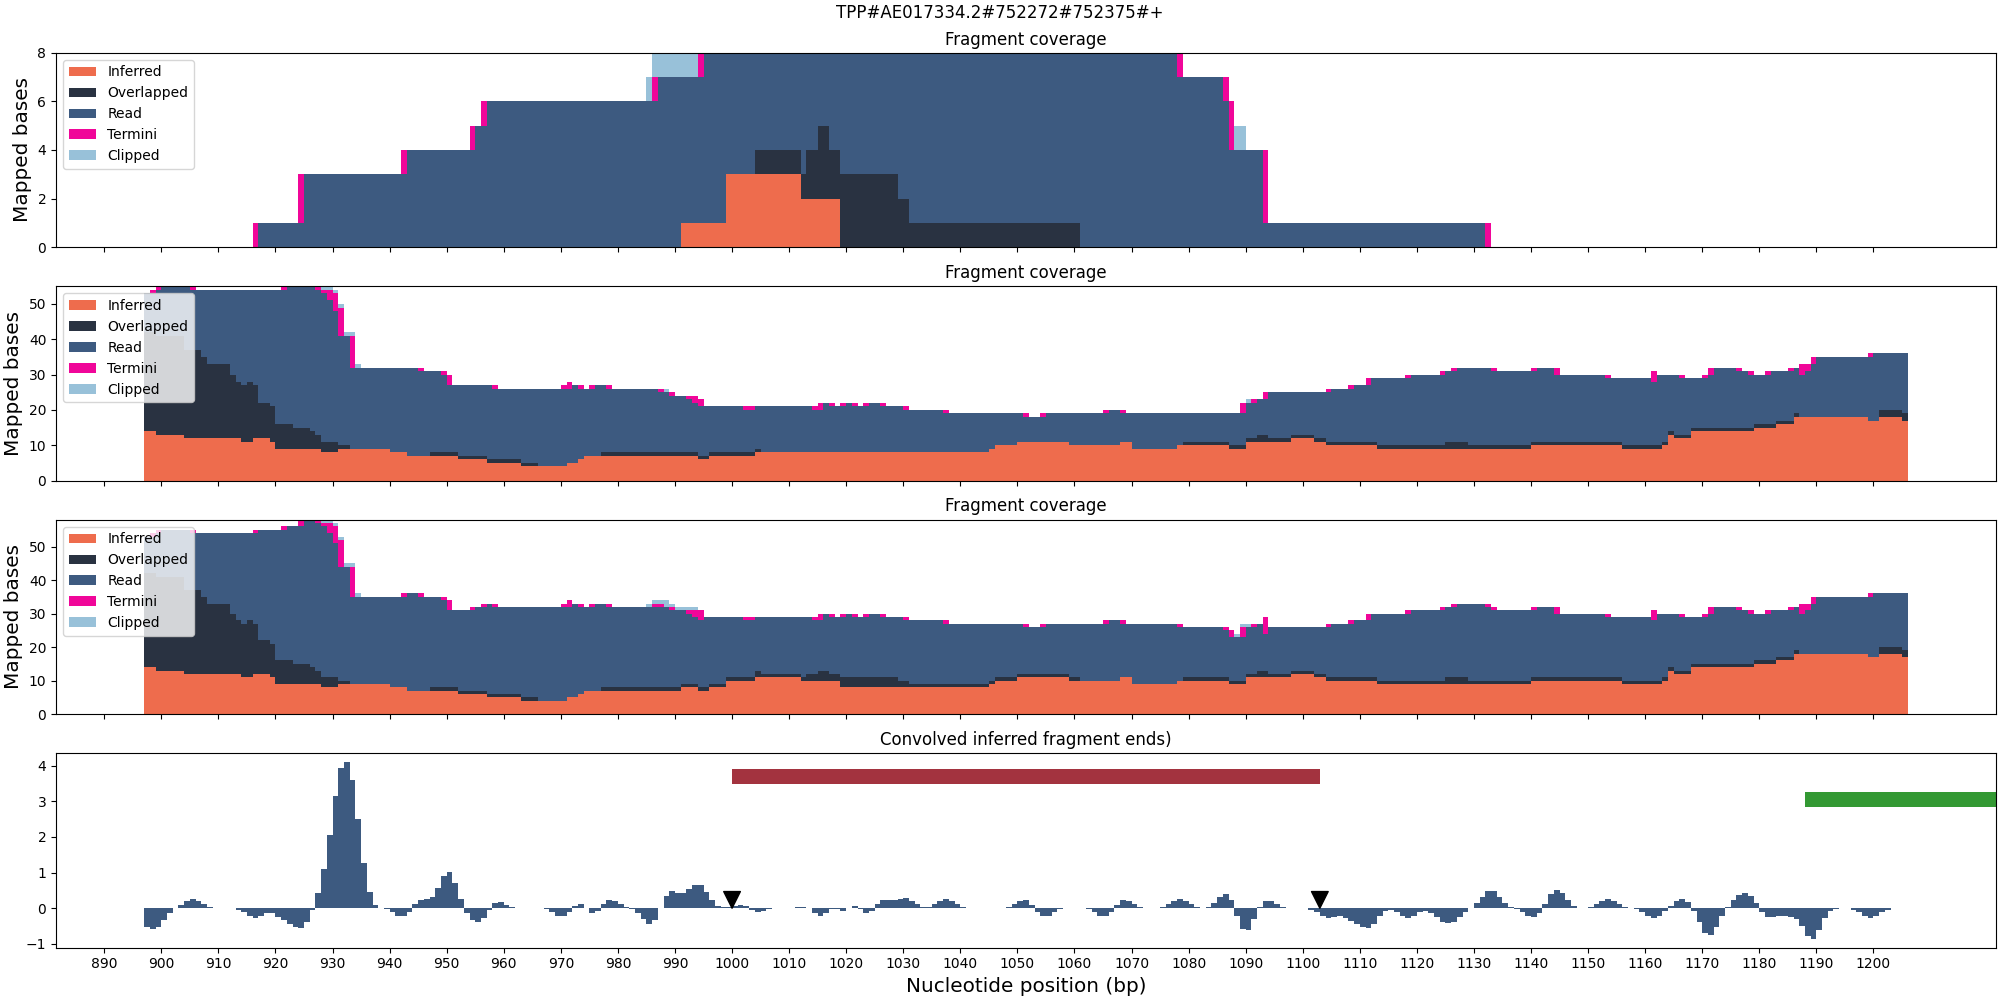 TPP#AE017334.2#752272#752375#+
Fragment coverage
8
6
4
2
0
Mapped bases
Inferred
Overlapped
Read
Termini
Clipped
Fragment coverage
50
40
30
20
10
0
Mapped bases
Inferred
Overlapped
Read
Termini
Clipped
Fragment coverage
50
40
30
20
10
0
Mapped bases
Inferred
Overlapped
Read
Termini
Clipped
Convolved inferred fragment ends)
4
3
2
1
0
−1
890 900 910 920 930 940 950 960 970 980 990 1000 1010 1020 1030 1040 1050 1060 1070 1080 1090 1100 1110 1120 1130 1140 1150 1160 1170 1180 1190 1200
Nucleotide position (bp)